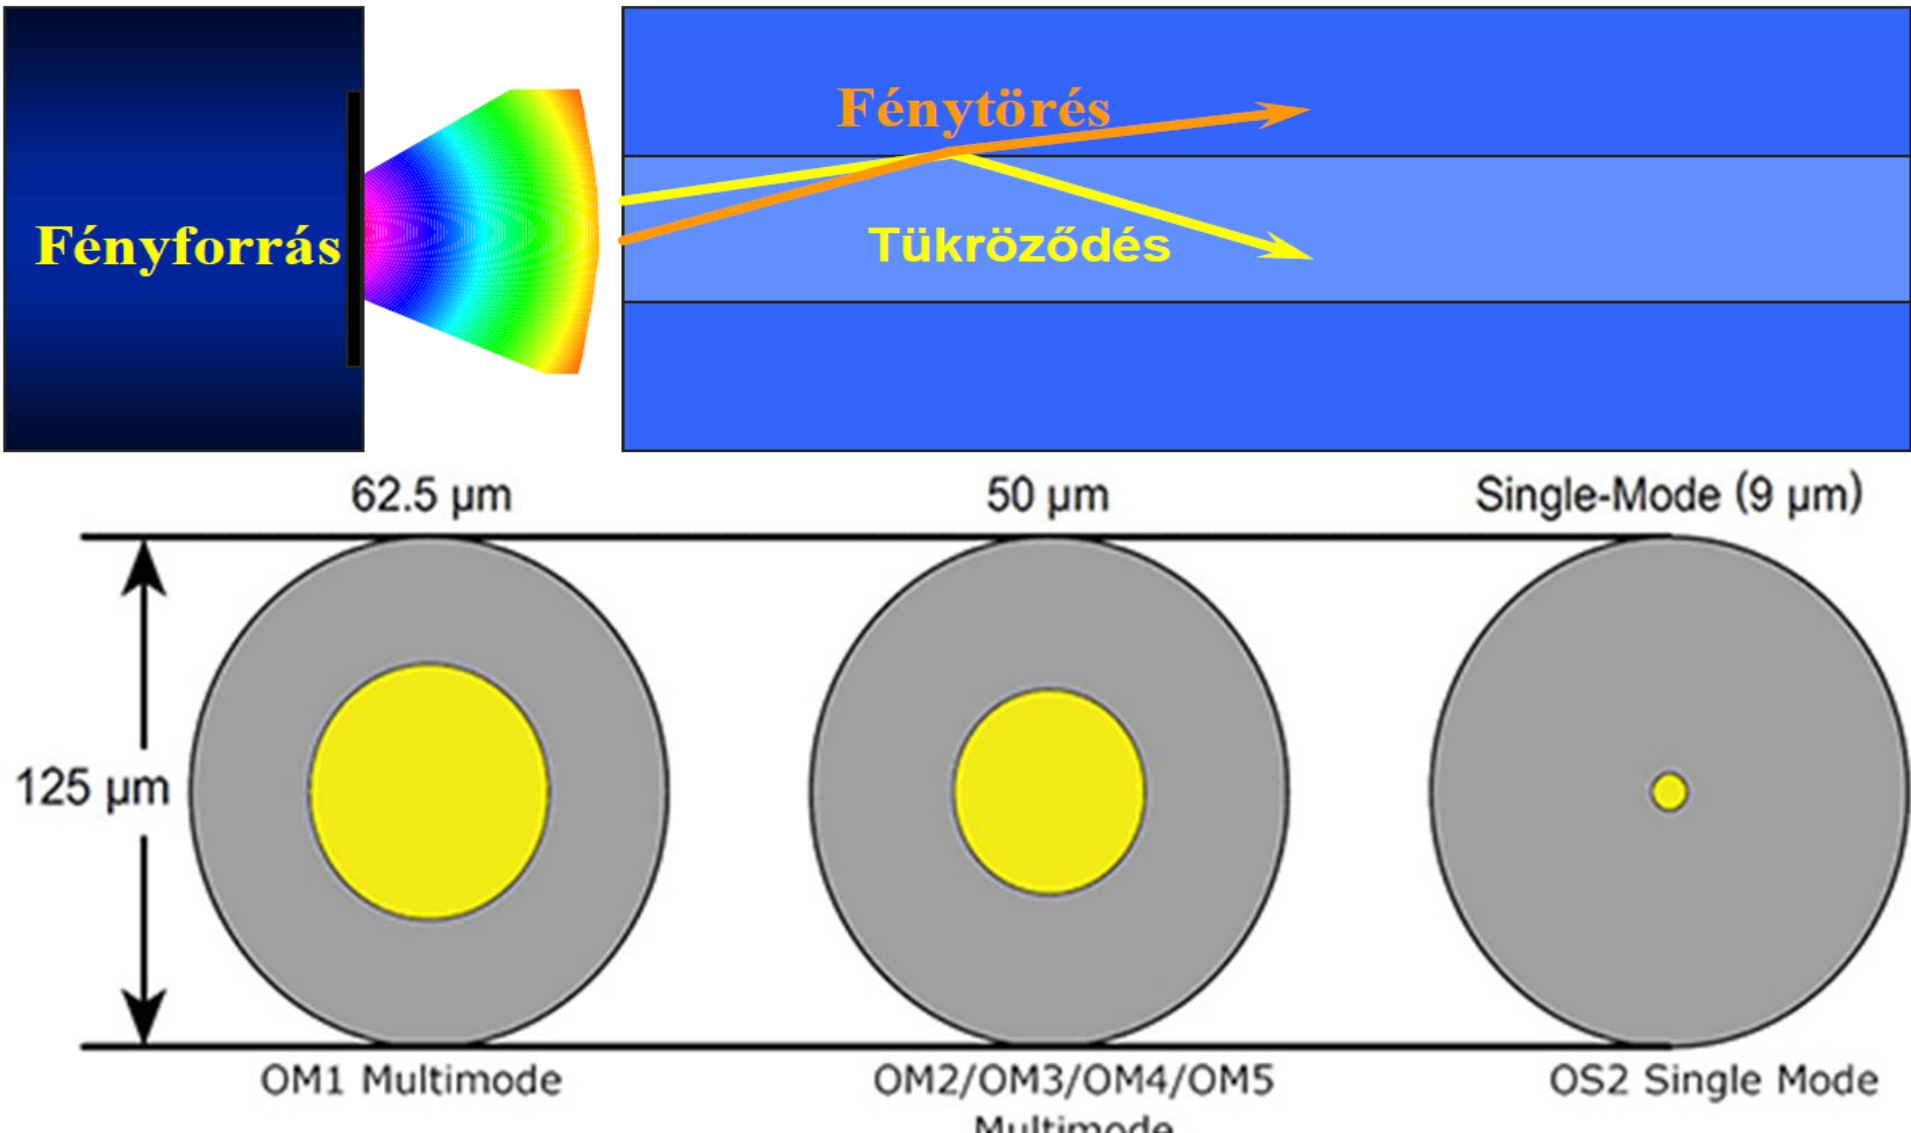 Fénytörés
Fényforrás
Tükröződés
62.5 µm
50 µm
Single-Mode (9 µm)
125 µm
OM1 Multimode
OM2/OM3/OM4/OM5
Multimode
OS2 Single Mode